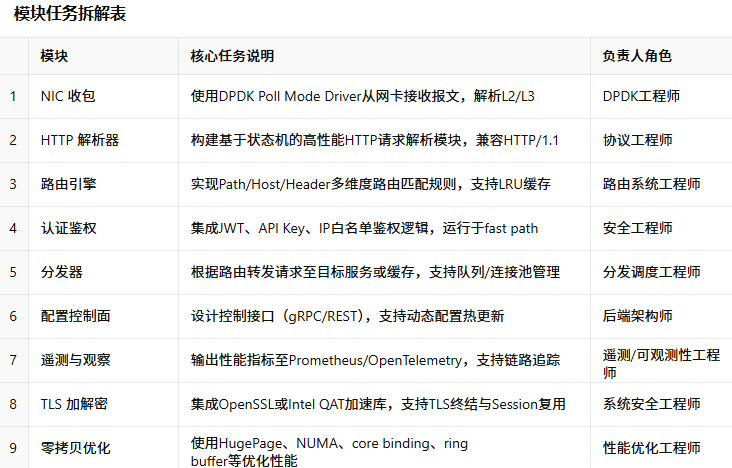 模块任务拆解表
模块 核心任务说明 负责人角色
1 NIC 收包 使用DPDK Poll Mode Driver从网卡接收报文，解析L2/L3 DPDK工程师
2 HTTP 解析器 构建基于状态机的高性能HTTP请求解析模块，兼容HTTP/1.1 协议工程师
3 路由引擎 实现Path/Host/Header多维度路由匹配规则，支持LRU缓存 路由系统工程师
4 认证鉴权 集成JWT、API Key、IP白名单鉴权逻辑，运行于fast path 安全工程师
5 分发器 根据路由转发请求至目标服务或缓存，支持队列/连接池管理 分发调度工程师
6 配置控制面 设计控制接口（gRPC/REST），支持动态配置热更新 后端架构师
7 遥测与观察 输出性能指标至Prometheus/OpenTelemetry，支持链路追踪 遥测/可观测性工程
师
8 TLS 加解密 集成OpenSSL或Intel QAT加速库，支持TLS终结与Session复用 系统安全工程师
9 零拷贝优化 使用HugePage、NUMA、core binding、ring 性能优化工程师
buffer等优化性能